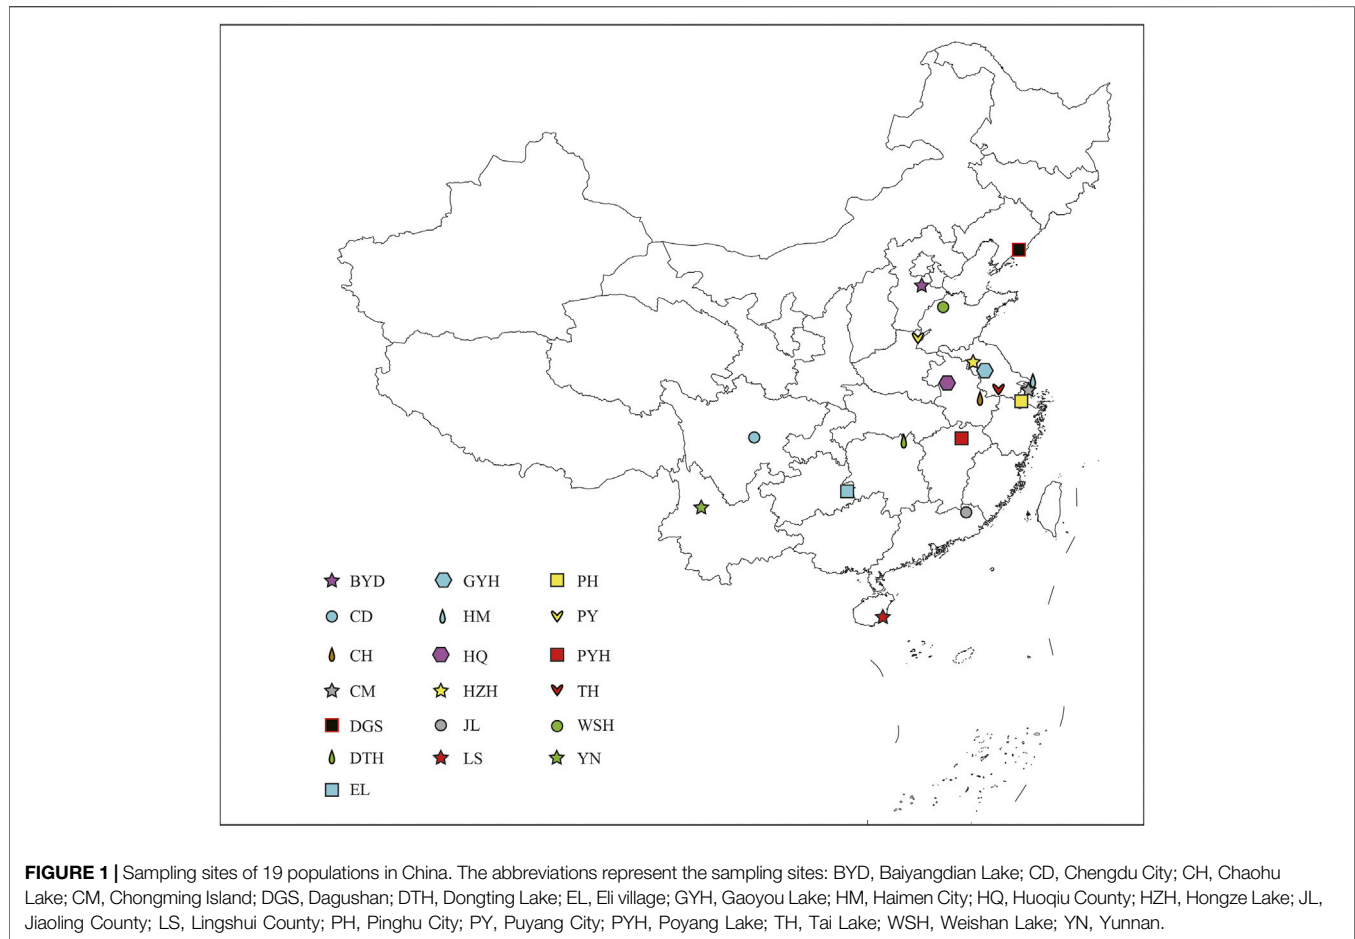 BYD GYH PH
CD HM PY
CH HQ PYH
CM HZH TH
DGS JL WSH
DTH LS YN
EL
FIGURE 1 | Sampling sites of 19 populations in China. The abbreviations represent the sampling sites: BYD, Baiyangdian Lake; CD, Chengdu City; CH, Chaohu
Lake; CM, Chongming Island; DGS, Dagushan; DTH, Dongting Lake; EL, Eli village; GYH, Gaoyou Lake; HM, Haimen City; HQ, Huoqiu County; HZH, Hongze Lake; JL,
Jiaoling County; LS, Lingshui County; PH, Pinghu City; PY, Puyang City; PYH, Poyang Lake; TH, Tai Lake; WSH, Weishan Lake; YN, Yunnan.